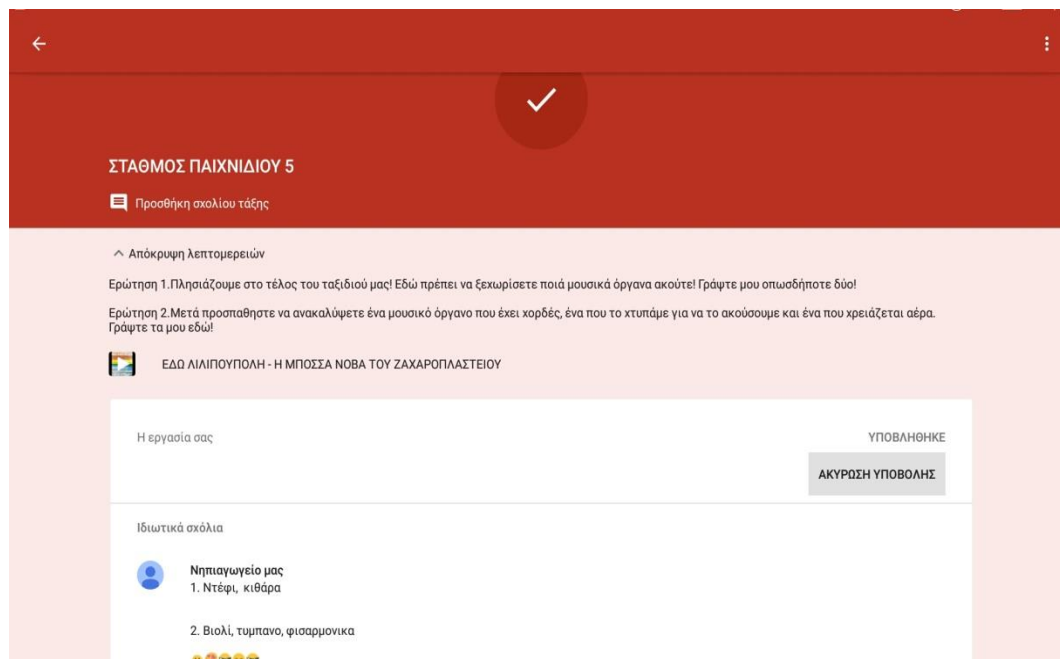 ΣΤΑΘΜΟΣ ΠΑΙΧΝΙΔΙΟΥ 5
Προσθήκη σχολίου τάξης
Απόκρυψη λεπτομερειών
Ερώτηση 1.Πλησιάζουμε στο τέλος του ταξιδιού μας! Εδώ πρέπει να ξεχωρίσετε ποιά μουσικά όργανα ακούτε! Γράψτε μου οπωσδήποτε δύο!
Ερώτηση 2.Μετά προσπαθηστε να ανακαλύψετε ένα μουσικό όργανο που έχει χορδές, ένα που το χτυπάμε για να το ακούσουμε και ένα που χρειάζεται αέρα.
Γράψτε τα μου εδώ!
ΕΔΩ ΛΙΛΙΠΟΥΠΟΛΗ - Η ΜΠΟΣΣΑ ΝΟΒΑ ΤΟΥ ΖΑΧΑΡΟΠΛΑΣΤΕΙΟΥ
Η εργασία σας
ΥΠΟΒΛΗΘΗΚΕ
ΑΚΥΡΩΣΗ ΥΠΟΒΟΛΗΣ
Ιδιωτικά σχόλια
Νηπιαγωγείο μας
1. Ντέφι, κιθάρα
2. Βιολί, τυμπανο, φισαρμονικα